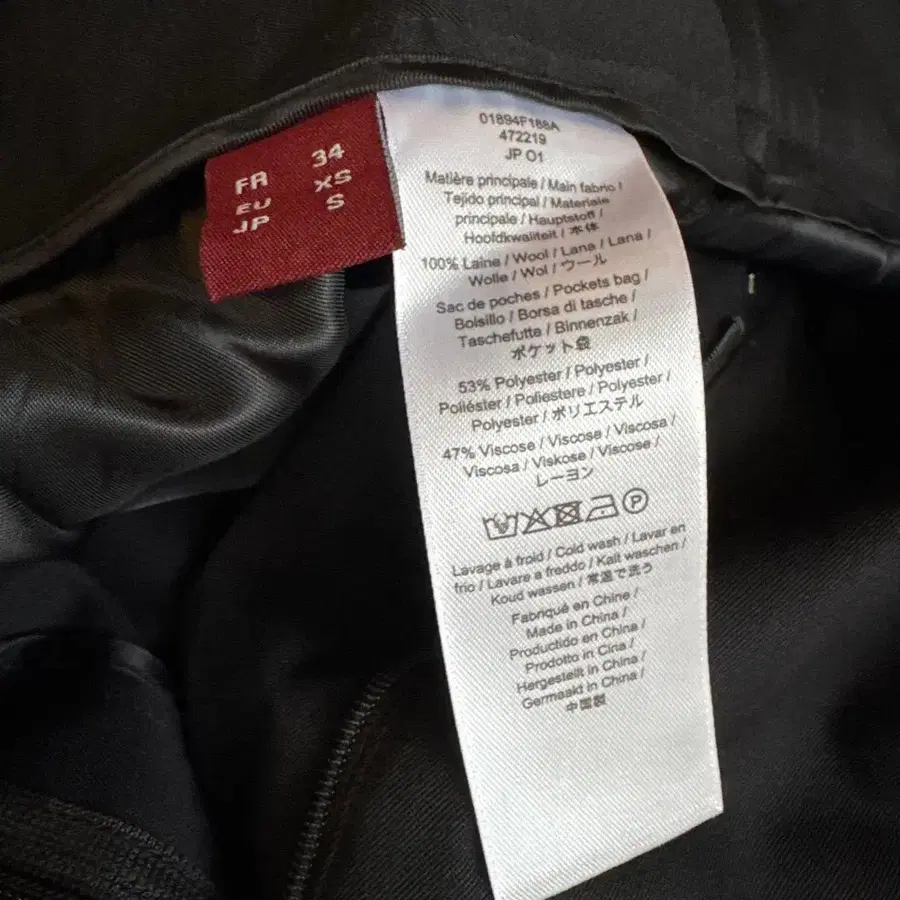 FR 34
EU XS
JP S
01894F188A
472219
JP 01
Matière principale / Main fabric /
Tejido principal / Materiale
principale / Hauptstoff /
Hoofdkwaliteit / 本体
100% Laine / Wool / Lana / Lana /
Wolle / Wol / ウール
Sac de poches / Pockets bag /
Bolsillo / Borsa di tasche /
Taschefutte / Binnenzak /
ポケット袋
53% Polyester / Polyester /
Poliéster / Poliestere / Polyester /
Polyester / ポリエステル
47% Viscose / Viscose / Viscosa /
Viscosa / Viskose / Viscose /
レーヨン
P
Lavage à froid / Cold wash / Lavar en
frio / Lavare a freddo / Kalt waschen /
Koud wassen / 常温で洗う
Fabriqué en Chine /
Made in China /
Productido en China /
Prodotto in Cina /
Hergestellt in China /
Germaakt in China /
中国製